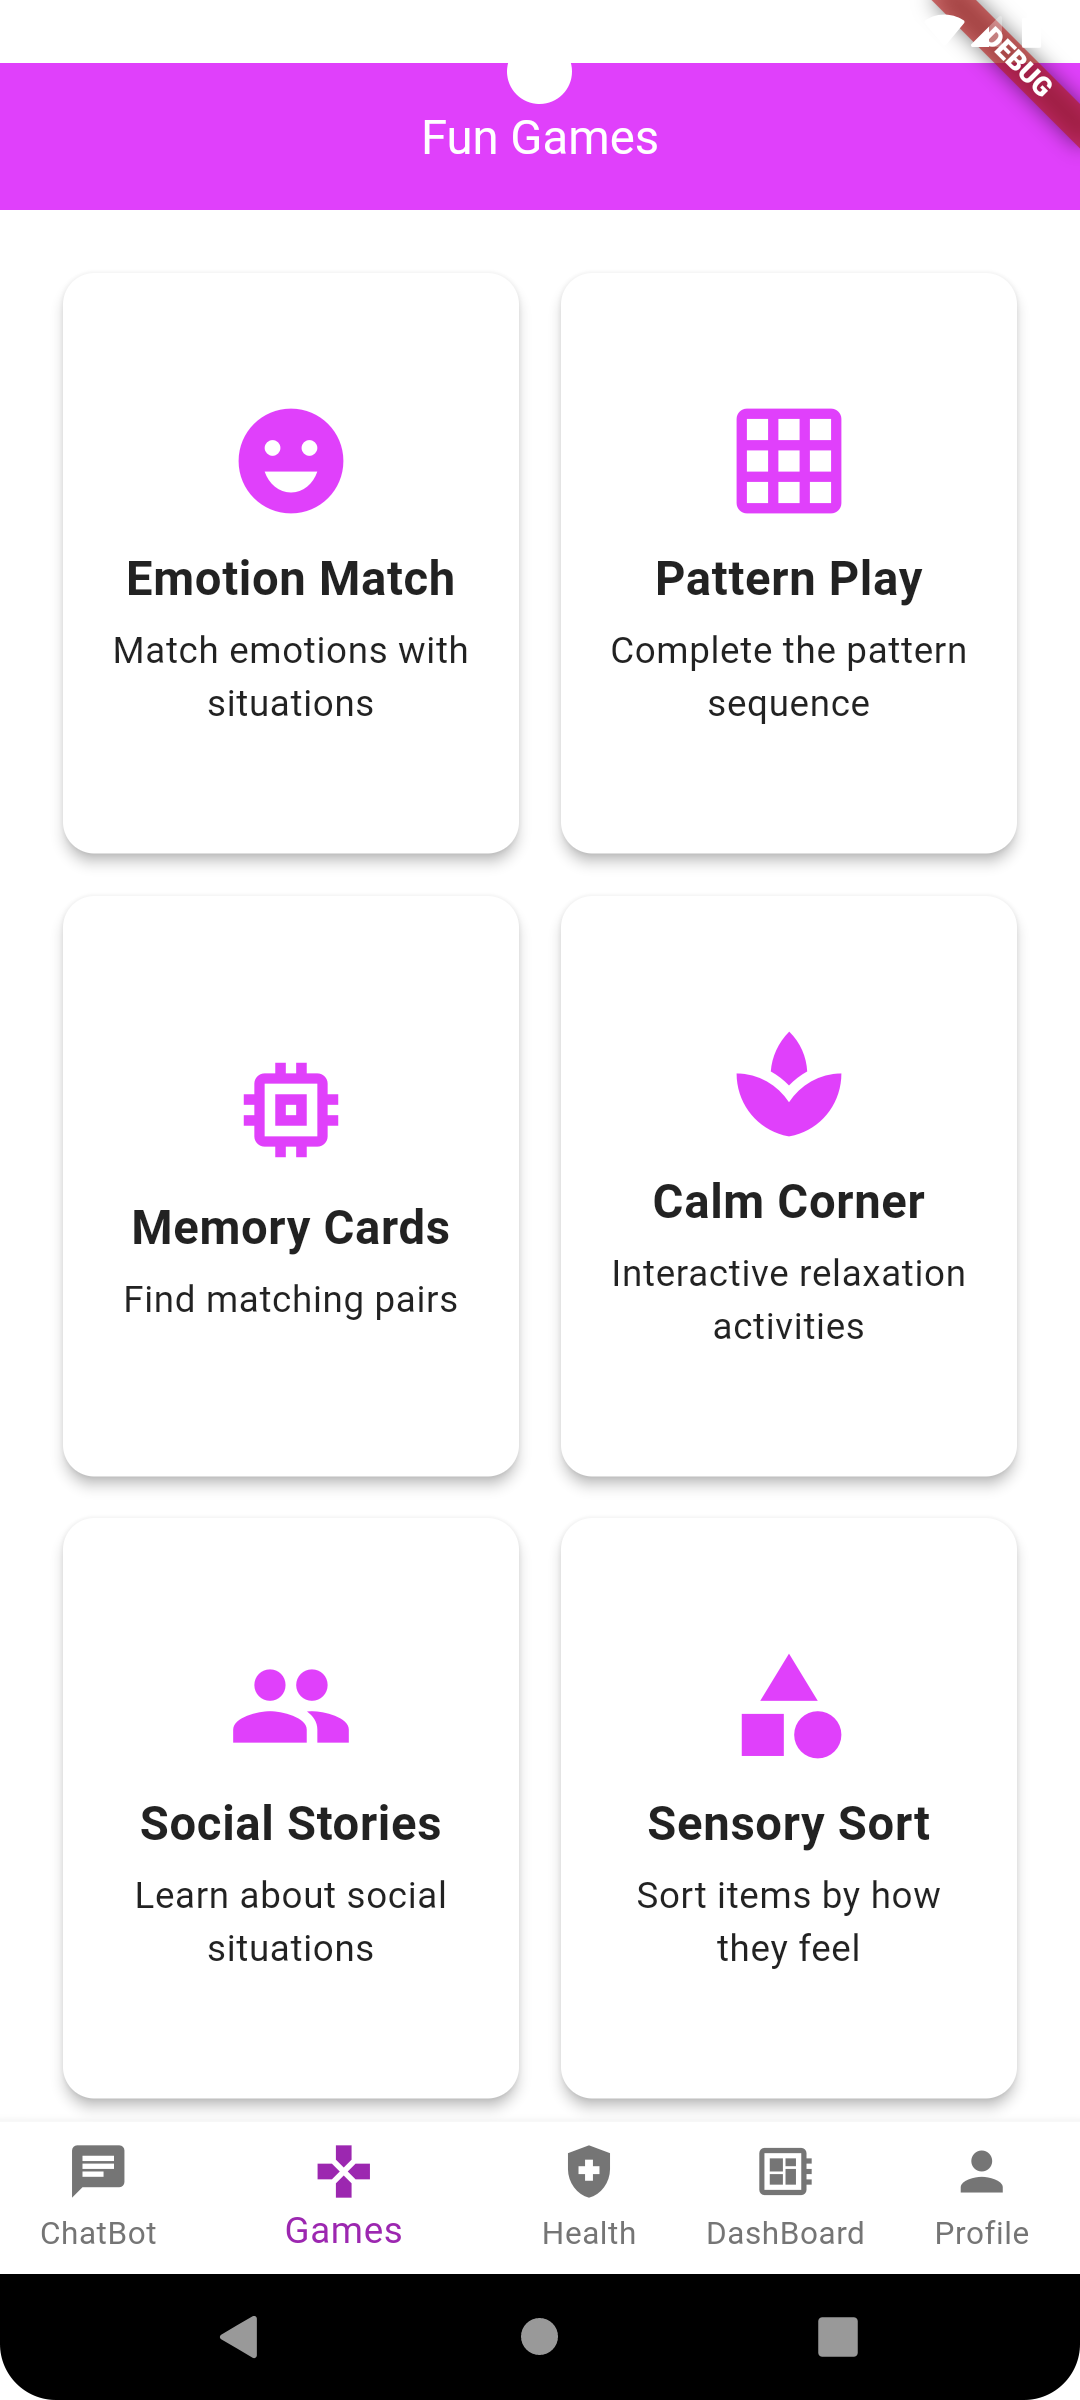 DEBUG
Fun Games
Emotion Match
Match emotions with
situations
Pattern Play
Complete the pattern
sequence
Memory Cards
Find matching pairs
Calm Corner
Interactive relaxation
activities
Social Stories
Learn about social
situations
Sensory Sort
Sort items by how
they feel
ChatBot
Games
Health
DashBoard
Profile